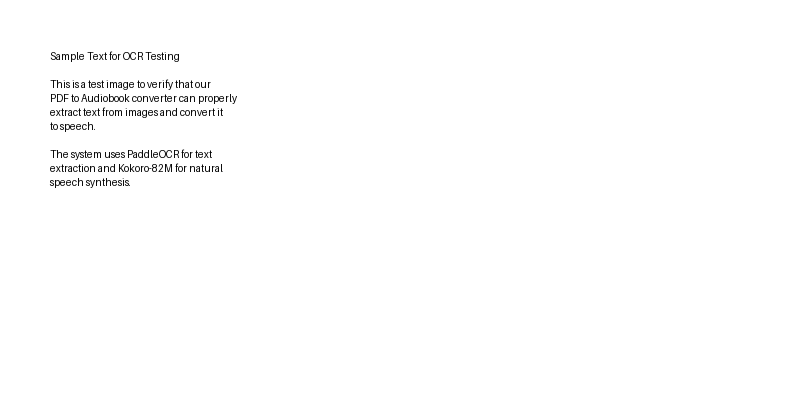 Sample Text for OCR Testing
This is a test image to verify that our
PDF to Audiobook converter can properly
extract text from images and convert it
to speech.
The system uses PaddleOCR for text
extraction and Kokoro-82M for natural
speech synthesis.